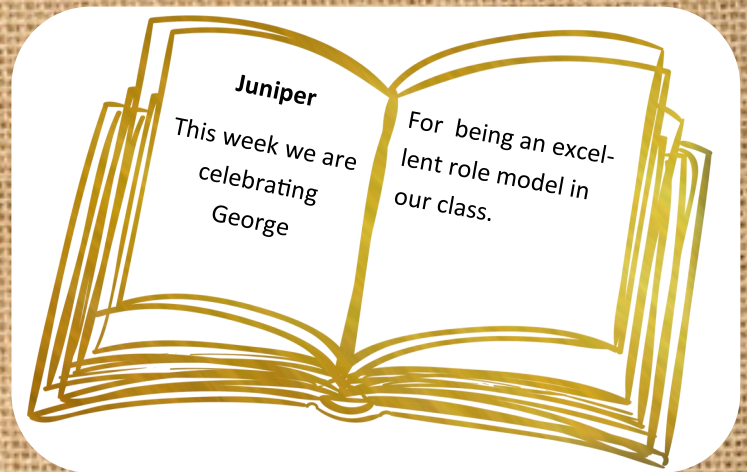 Juniper
This week we are
celebrating
George
For  being an excel-
lent role model in
our class.